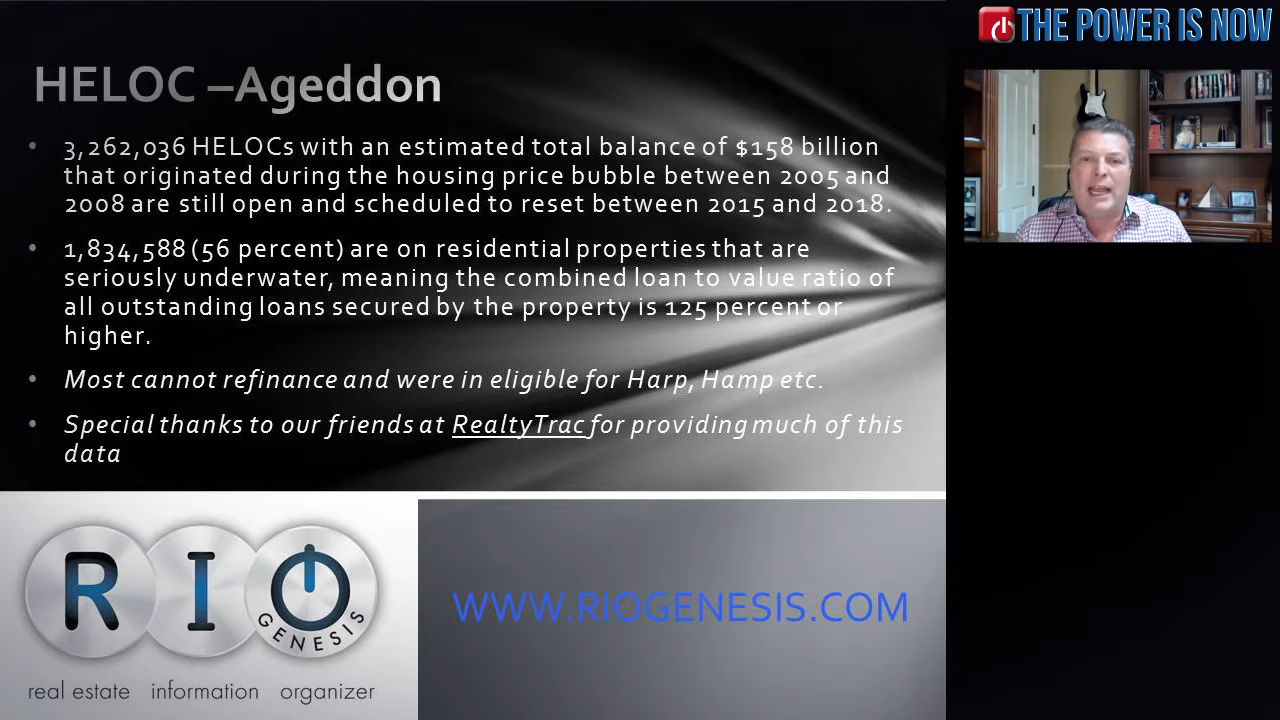 THE POWER IS NOW
HELOC –Ageddon
• 3,262,036 HELOCs with an estimated total balance of $158 billion
that originated during the housing price bubble between 2005 and
2008 are still open and scheduled to reset between 2015 and 2018.
• 1,834,588 (56 percent) are on residential properties that are
seriously underwater, meaning the combined loan to value ratio of
all outstanding loans secured by the property is 125 percent or
higher.
• Most cannot refinance and were in eligible for Harp, Hamp etc.
• Special thanks to our friends at RealtyTrac for providing much of this
data
RIO
GENESIS
real estate information organizer
WWW.RIOGENESIS.COM